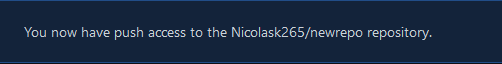 You now have push access to the Nicolask265/newrepo repository.